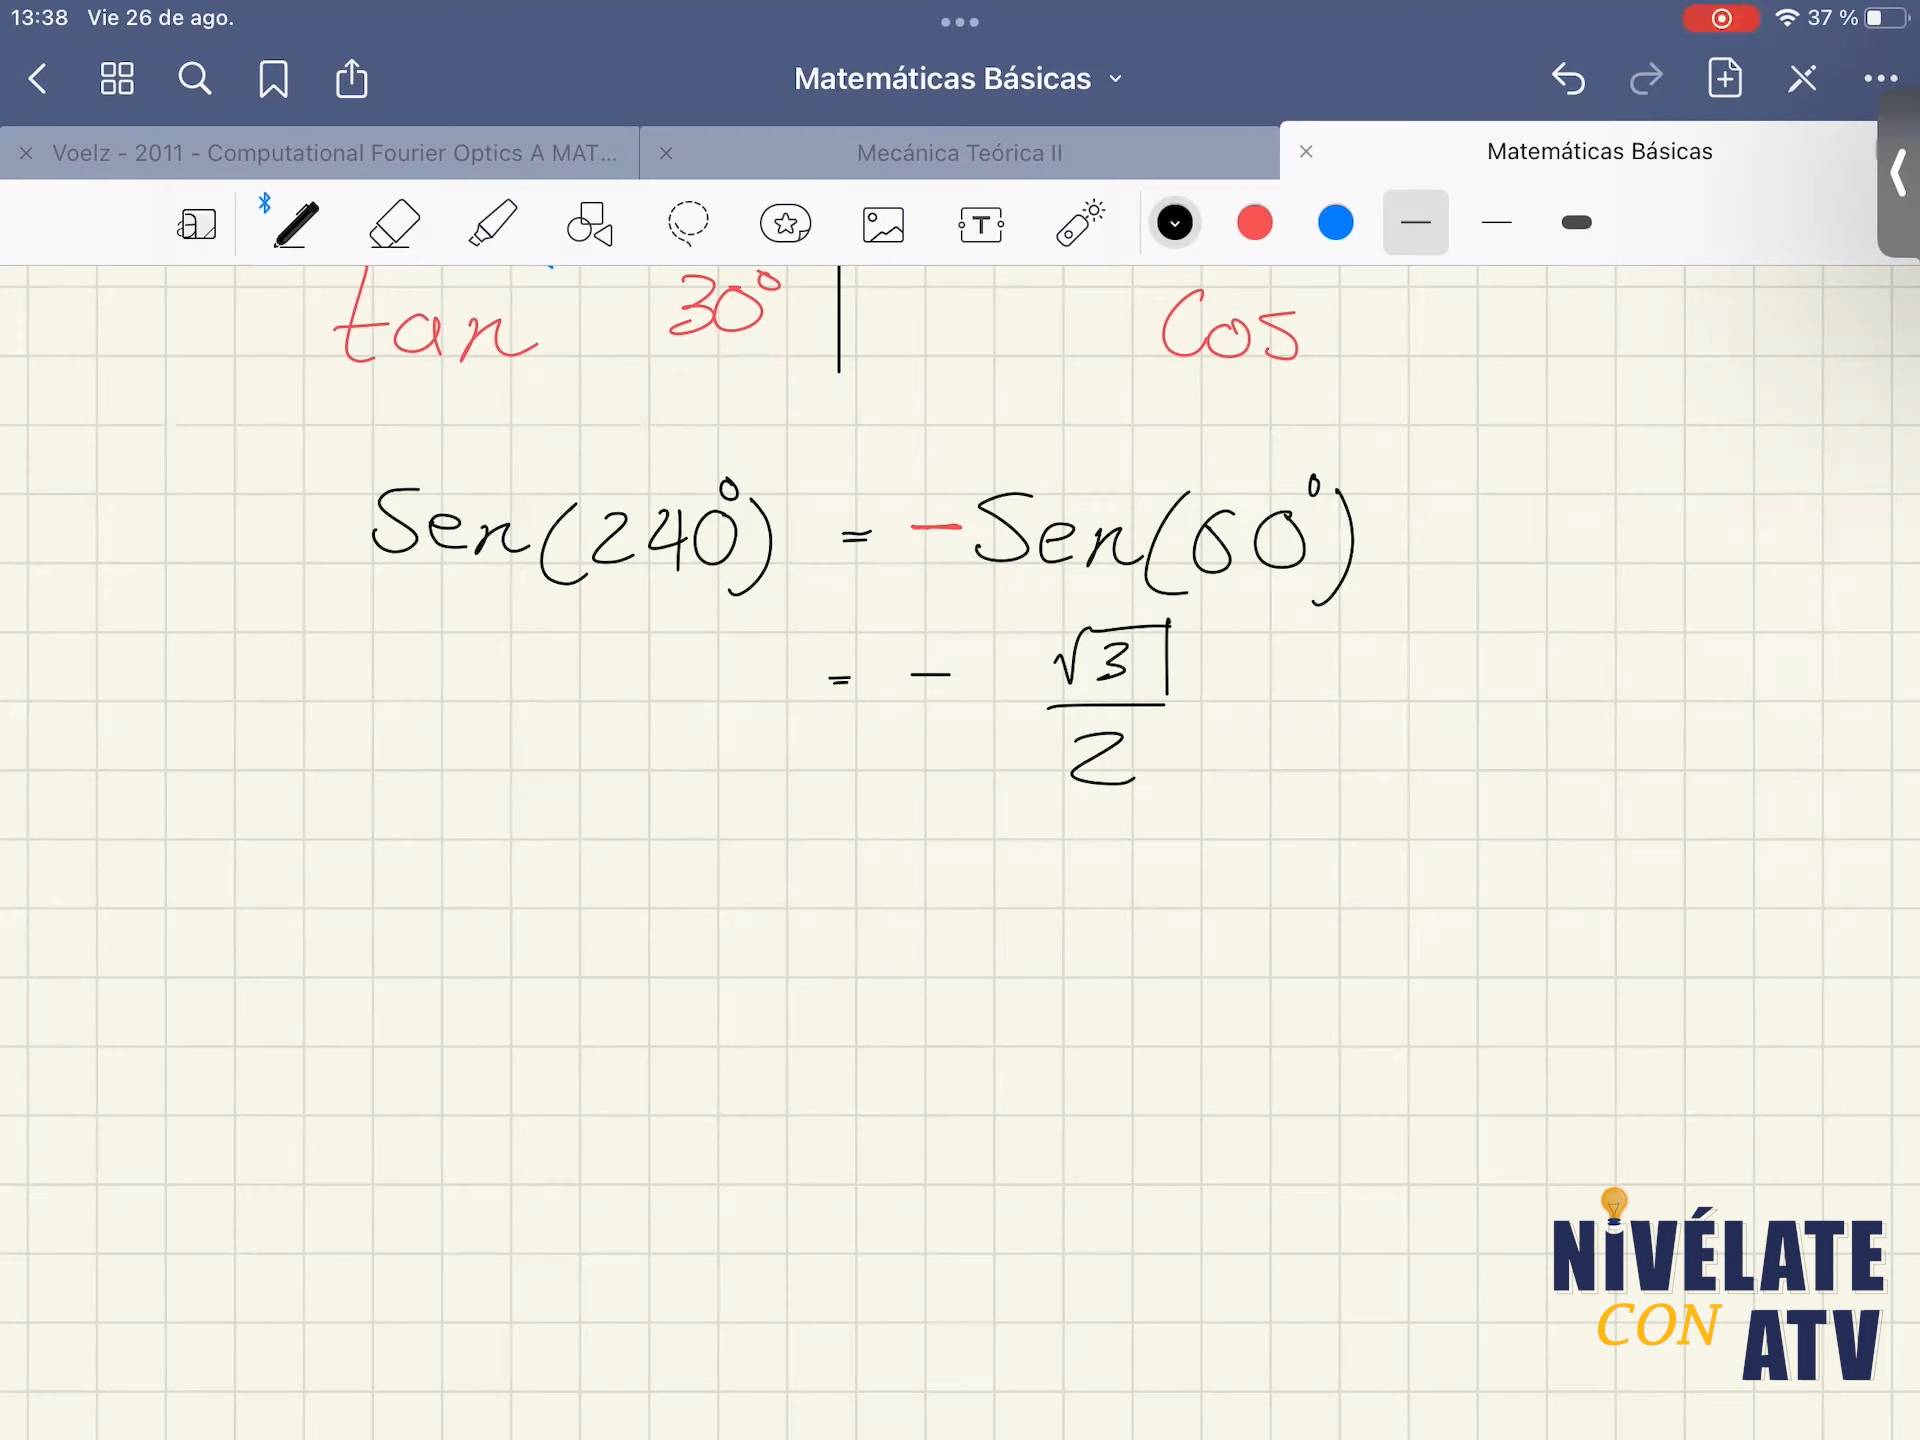 13:38 Vie 26 de ago. 37 %
Matemáticas Básicas
Voelz - 2011 - Computational Fourier Optics A MAT... Mecánica Teórica II Matemáticas Básicas
tan 30° Cos
Sen(240°) = -Sen(60°)
= - √3
2
NIVÉLATE
CON
ATV